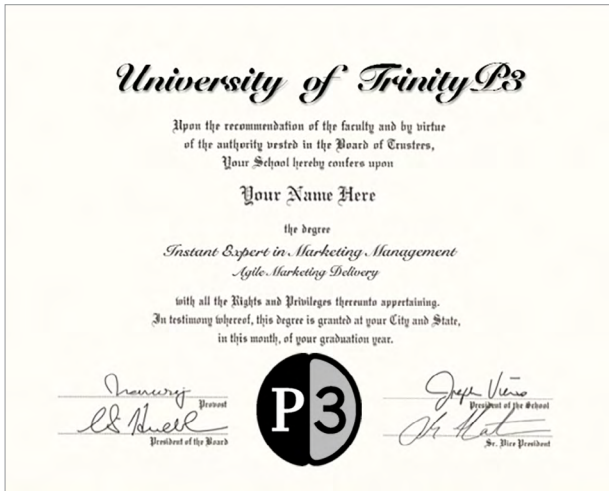 University of TrinityP3
Upon the recommendation of the faculty and by virtue
of the authority vested in the Board of Trustees,
Your School hereby confers upon
Your Name Here
the degree
Instant Expert in Marketing Management
Agile Marketing Delivery
with all the Rights and Privileges thereunto appertaining.
In testimony whereof, this degree is granted at your City and State,
in this month, of your graduation year.
Provost
President of the Board
P3
President of the School
Sr. Vice President